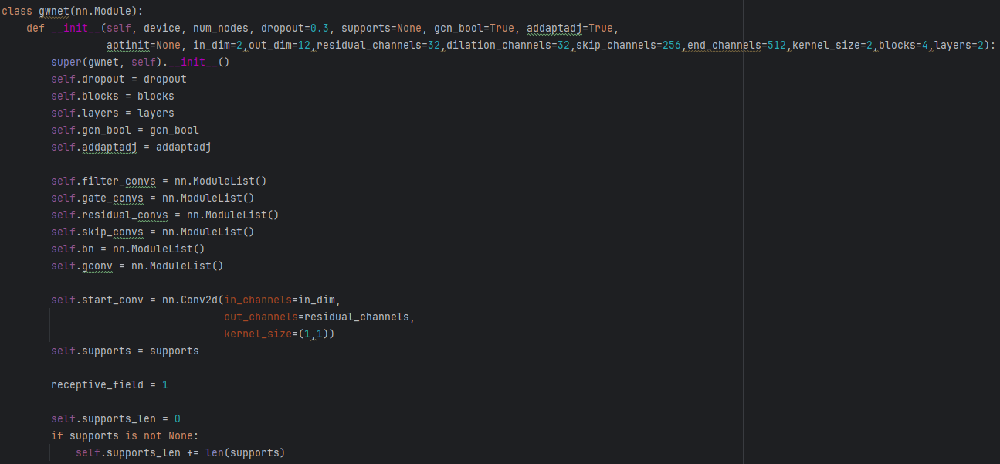 class gwnet(nn.Module):
    def __init__(self, device, num_nodes, dropout=0.3, supports=None, gcn_bool=True, addaptadj=True,
                 aptinit=None, in_dim=2,out_dim=12,residual_channels=32,dilation_channels=32,skip_channels=256,end_channels=512,kernel_size=2,blocks=4,layers=2):
        super(gwnet, self).__init__()
        self.dropout = dropout
        self.blocks = blocks
        self.layers = layers
        self.gcn_bool = gcn_bool
        self.addaptadj = addaptadj

        self.filter_convs = nn.ModuleList()
        self.gate_convs = nn.ModuleList()
        self.residual_convs = nn.ModuleList()
        self.skip_convs = nn.ModuleList()
        self.bn = nn.ModuleList()
        self.gconv = nn.ModuleList()

        self.start_conv = nn.Conv2d(in_channels=in_dim,
                                    out_channels=residual_channels,
                                    kernel_size=(1,1))
        self.supports = supports

        receptive_field = 1

        self.supports_len = 0
        if supports is not None:
            self.supports_len += len(supports)